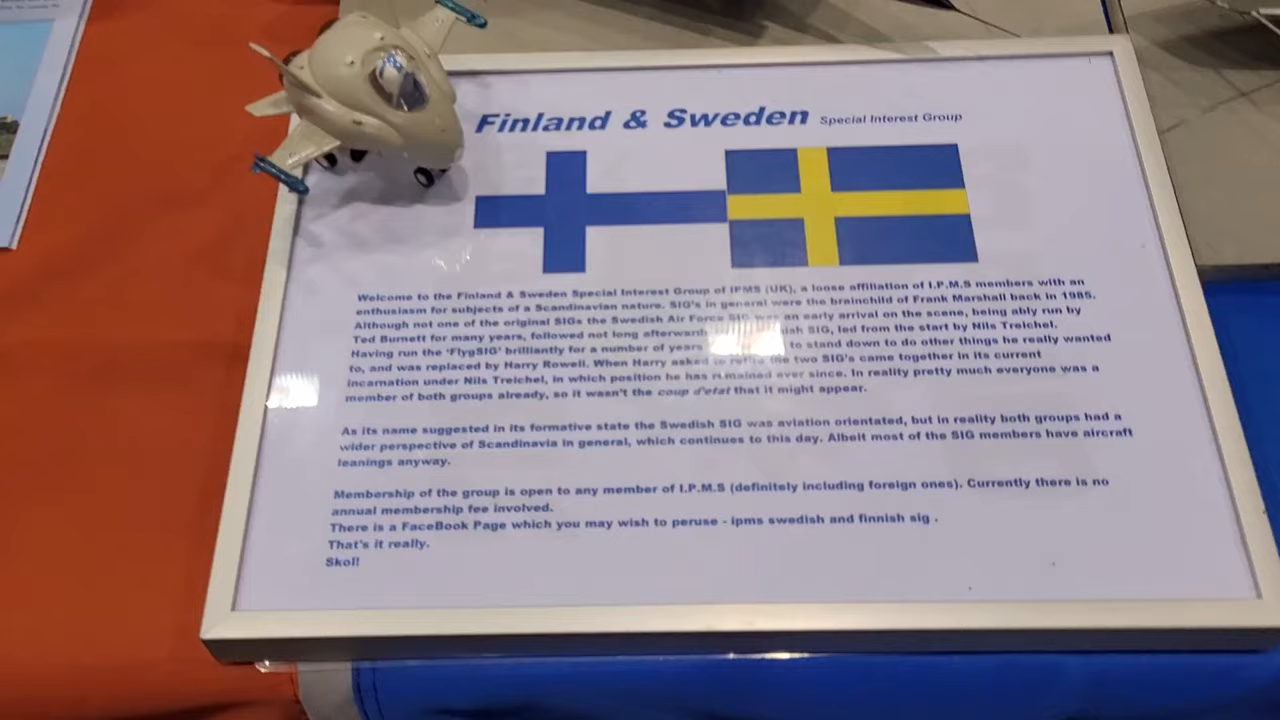 Finland & Sweden Special Interest Group
Welcome to the Finland & Sweden Special Interest Group of IPMS (UK), a loose affiliation of I.P.M.S members with an
enthusiasm for subjects of a Scandinavian nature. SIG's in general were the brainchild of Frank Marshall back in 1985.
Although not one of the original SIGs the Swedish Air Force SIG was an early arrival on the scene, being ably run by
Ted Burnett for many years, followed not long afterwards SIG, led from the start by Nils Treichel.
Having run the 'FlygSIG' brilliantly for a number of years to stand down to do other things he really wanted
to, and was replaced by Harry Rowell. When Harry asked to retire the two SIG's came together in its current
incarnation under Nils Treichel, in which position he has remained ever since. In reality pretty much everyone was a
member of both groups already, so it wasn't the coup d'etat that it might appear.
As its name suggested in its formative state the Swedish SIG was aviation orientated, but in reality both groups had a
wider perspective of Scandinavia in general, which continues to this day. Albeit most of the SIG members have aircraft
leanings anyway.
Membership of the group is open to any member of I.P.M.S (definitely including foreign ones). Currently there is no
annual membership fee involved.
There is a FaceBook Page which you may wish to peruse - ipms swedish and finnish sig .
That's it really.
Skol!